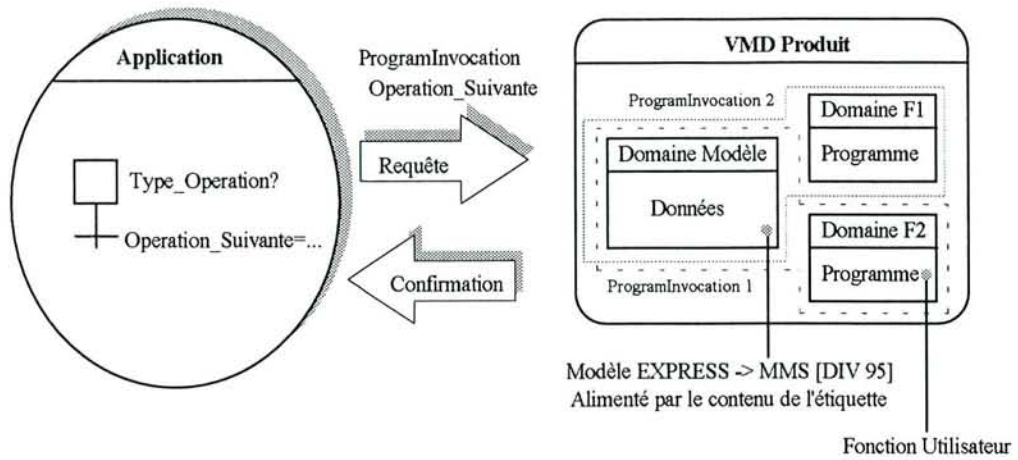 Application
Type_Operation?
Operation_Suivante=...
ProgramInvocation
Operation_Suivante
Requête
Confirmation
VMD Produit
ProgramInvocation 2
Domaine Modèle
Données
ProgramInvocation 1
Domaine F1
Programme
Domaine F2
Programme
Modèle EXPRESS -> MMS [DIV 95]
Alimenté par le contenu de l'étiquette
Fonction Utilisateur